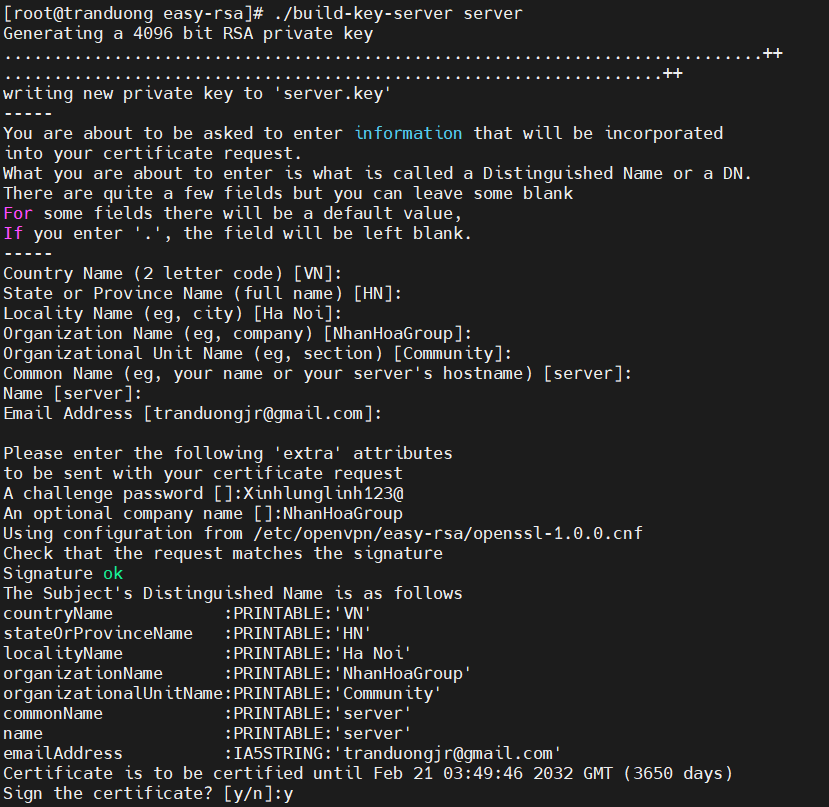 [root@tranduong easy-rsa]# ./build-key-server server
Generating a 4096 bit RSA private key
............................................................................++
..................................................................++
writing new private key to 'server.key'
-----
You are about to be asked to enter information that will be incorporated
into your certificate request.
What you are about to enter is what is called a Distinguished Name or a DN.
There are quite a few fields but you can leave some blank
For some fields there will be a default value,
If you enter '.', the field will be left blank.
-----
Country Name (2 letter code) [VN]:
State or Province Name (full name) [HN]:
Locality Name (eg, city) [Ha Noi]:
Organization Name (eg, company) [NhanHoaGroup]:
Organizational Unit Name (eg, section) [Community]:
Common Name (eg, your name or your server's hostname) [server]:
Name [server]:
Email Address [tranduongjr@gmail.com]:

Please enter the following 'extra' attributes
to be sent with your certificate request
A challenge password []:Xinhlunglinh123@
An optional company name []:NhanHoaGroup
Using configuration from /etc/openvpn/easy-rsa/openssl-1.0.0.cnf
Check that the request matches the signature
Signature ok
The Subject's Distinguished Name is as follows
countryName           :PRINTABLE:'VN'
stateOrProvinceName   :PRINTABLE:'HN'
localityName          :PRINTABLE:'Ha Noi'
organizationName      :PRINTABLE:'NhanHoaGroup'
organizationalUnitName:PRINTABLE:'Community'
commonName            :PRINTABLE:'server'
name                  :PRINTABLE:'server'
emailAddress          :IA5STRING:'tranduongjr@gmail.com'
Certificate is to be certified until Feb 21 03:49:46 2032 GMT (3650 days)
Sign the certificate? [y/n]:y